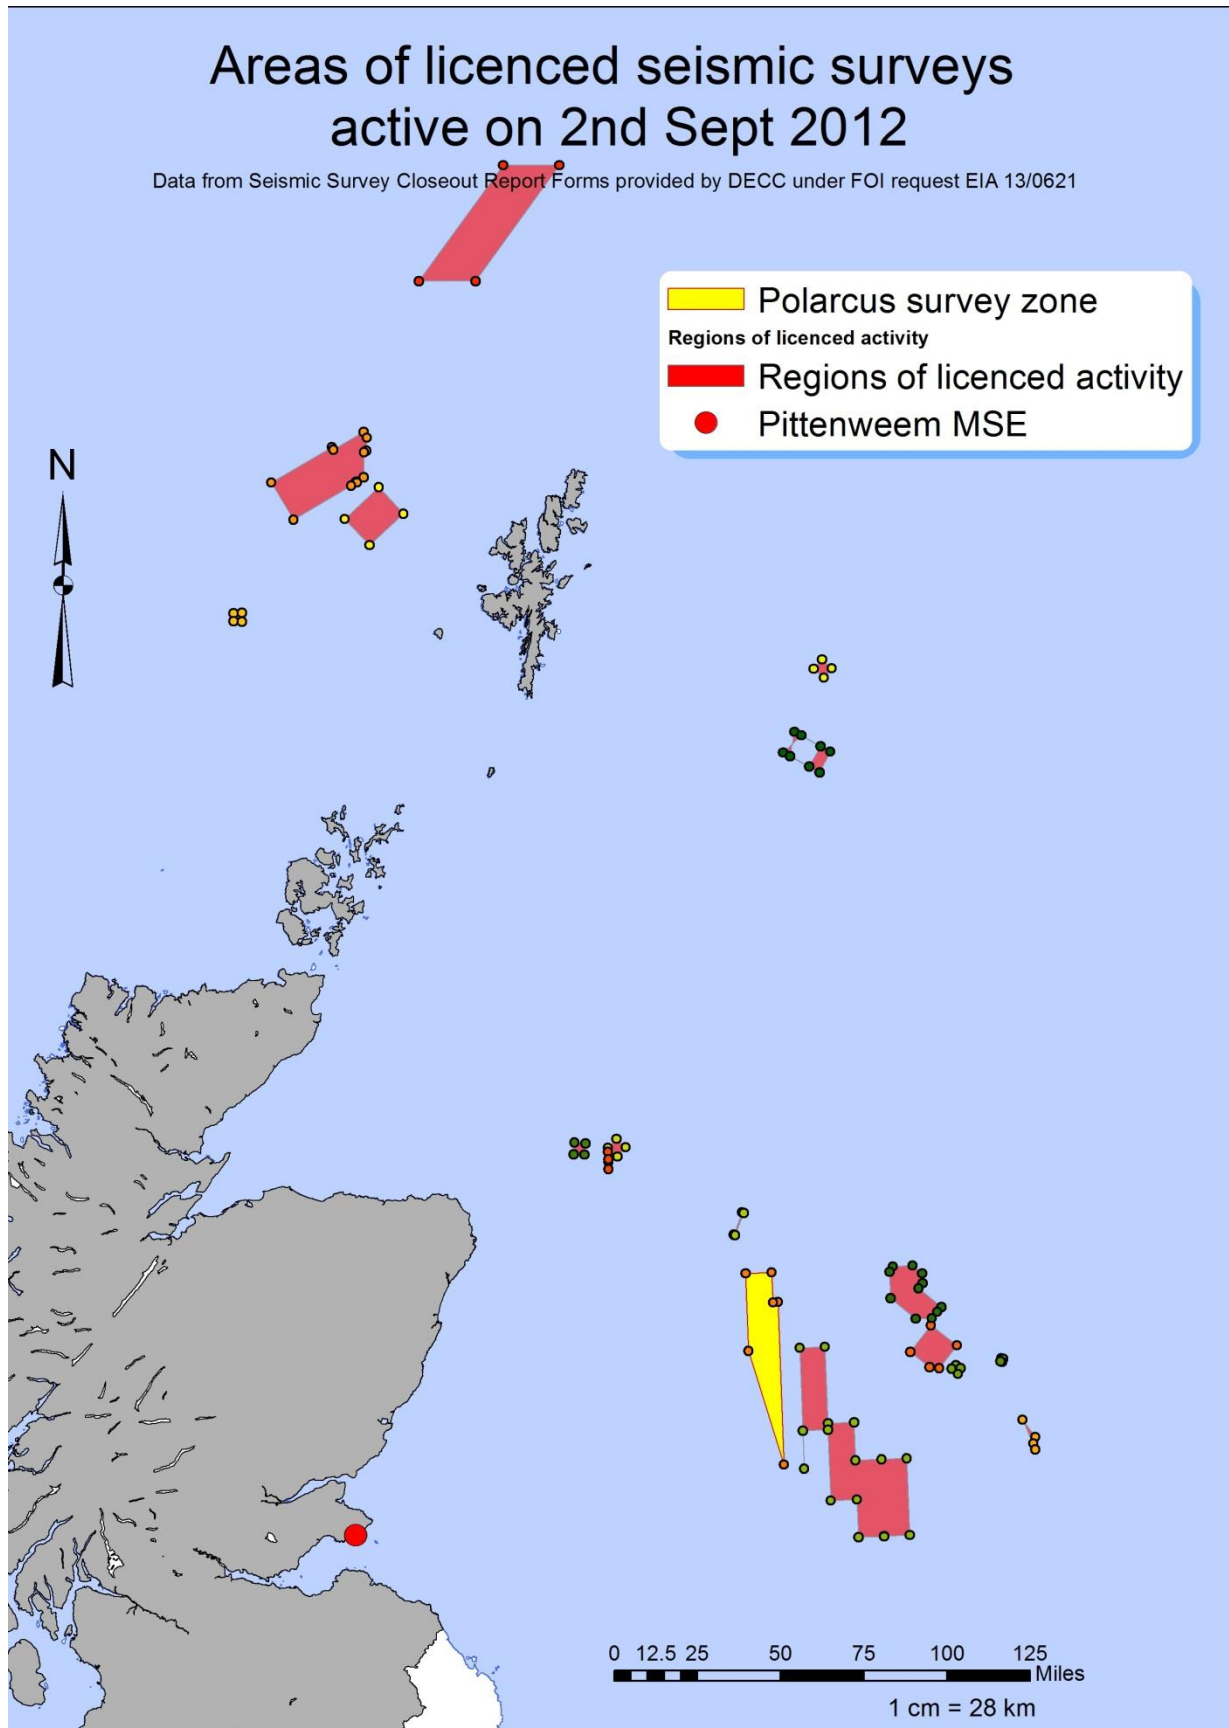 Areas of licenced seismic surveys
active on 2nd Sept 2012
Data from Seismic Survey Closeout Report Forms provided by DECC under FOI request EIA 13/0621
Polarcus survey zone
Regions of licenced activity
Regions of licenced activity
Pittenweem MSE
N
0 12.5 25 50 75 100 125
Miles
1 cm = 28 km